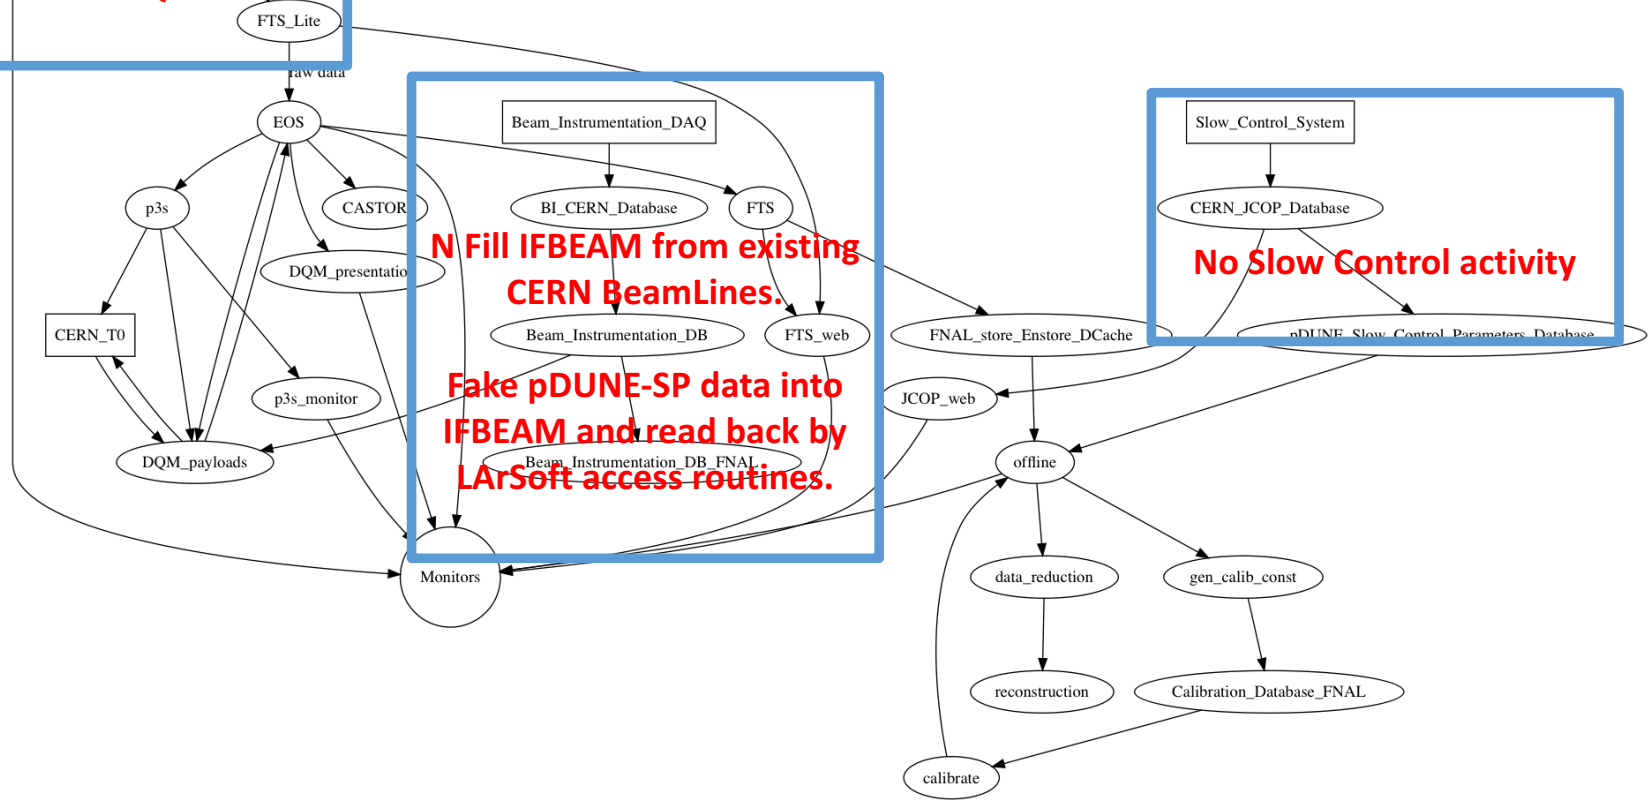 FTS_Lite
raw data
EOS
Beam_Instrumentation_DAQ
Slow_Control_System
p3s
CASTOR
BI_CERN_Database
FTS
CERN_JCOP_Database
N Fill IFBEAM from existing
CERN BeamLines.
No Slow Control activity
DQM_presentatio
CERN_T0
Beam_Instrumentation_DB
FTS_web
FNAL_store_Enstore_DCache
pDUNE_Slow_Control_Parameters_Database
Fake pDUNE-SP data into
IFBEAM and read back by
LArSoft access routines.
p3s_monitor
JCOP_web
DQM_payloads
Beam_Instrumentation_DB_FNAL
offline
Monitors
data_reduction
gen_calib_const
reconstruction
Calibration_Database_FNAL
calibrate